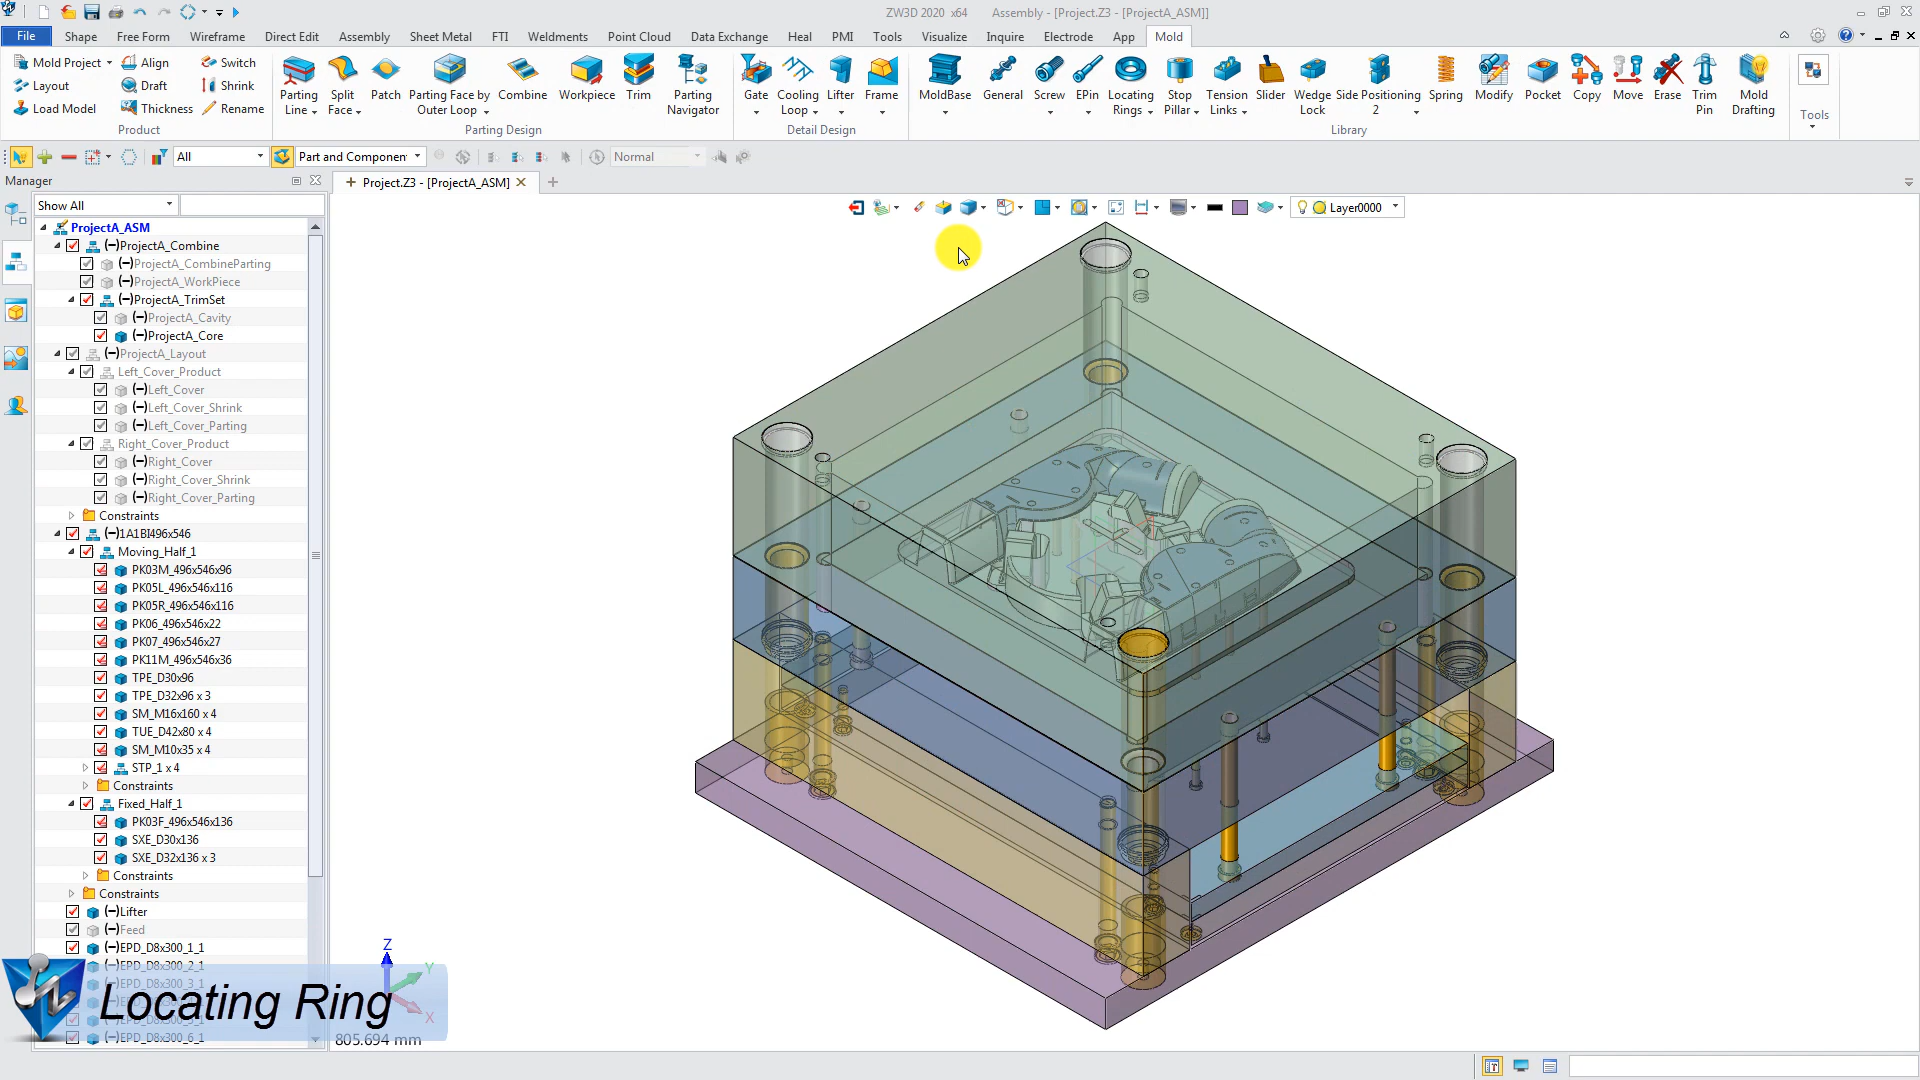 ZW3D 2020 x64 Assembly - [Project.Z3 - [ProjectA_ASM]]
File Shape Free Form Wireframe Direct Edit Assembly Sheet Metal FTI Weldments Point Cloud Data Exchange Heal PMI Tools Visualize Inquire Electrode App Mold
Mold Project Align Switch
Layout Draft Shrink
Load Model Thickness Rename
Product
Parting Line Split Face Patch Parting Face by Outer Loop Combine Workpiece Trim Parting Navigator
Parting Design
Gate Cooling Loop Lifter Frame
Detail Design
MoldBase General Screw EPin Locating Rings Stop Pillar Tension Links Slider Wedge Lock Side Positioning 2 Spring Modify Pocket Copy Move Erase Trim Pin Mold Drafting
Library
Tools
All Part and Component Normal
Manager
Project.Z3 - [ProjectA_ASM]
Show All
Layer0000
ProjectA_ASM
(−)ProjectA_Combine
(−)ProjectA_CombineParting
(−)ProjectA_WorkPiece
(−)ProjectA_TrimSet
(−)ProjectA_Cavity
(−)ProjectA_Core
(−)ProjectA_Layout
Left_Cover_Product
(−)Left_Cover
(−)Left_Cover_Shrink
(−)Left_Cover_Parting
Right_Cover_Product
(−)Right_Cover
(−)Right_Cover_Shrink
(−)Right_Cover_Parting
Constraints
(−)1A1BI496x546
Moving_Half_1
PK03M_496x546x96
PK05L_496x546x116
PK05R_496x546x116
PK06_496x546x22
PK07_496x546x27
PK11M_496x546x36
TPE_D30x96
TPE_D32x96 x 3
SM_M16x160 x 4
TUE_D42x80 x 4
SM_M10x35 x 4
STP_1 x 4
Constraints
Fixed_Half_1
PK03F_496x546x136
SXE_D30x136
SXE_D32x136 x 3
Constraints
Constraints
(−)Lifter
(−)Feed
(−)EPD_D8x300_1_1
(−)EPD_D8x300_2_1
(−)EPD_D8x300_6_1
Locating Ring
Z
Y
X
805.694 mm